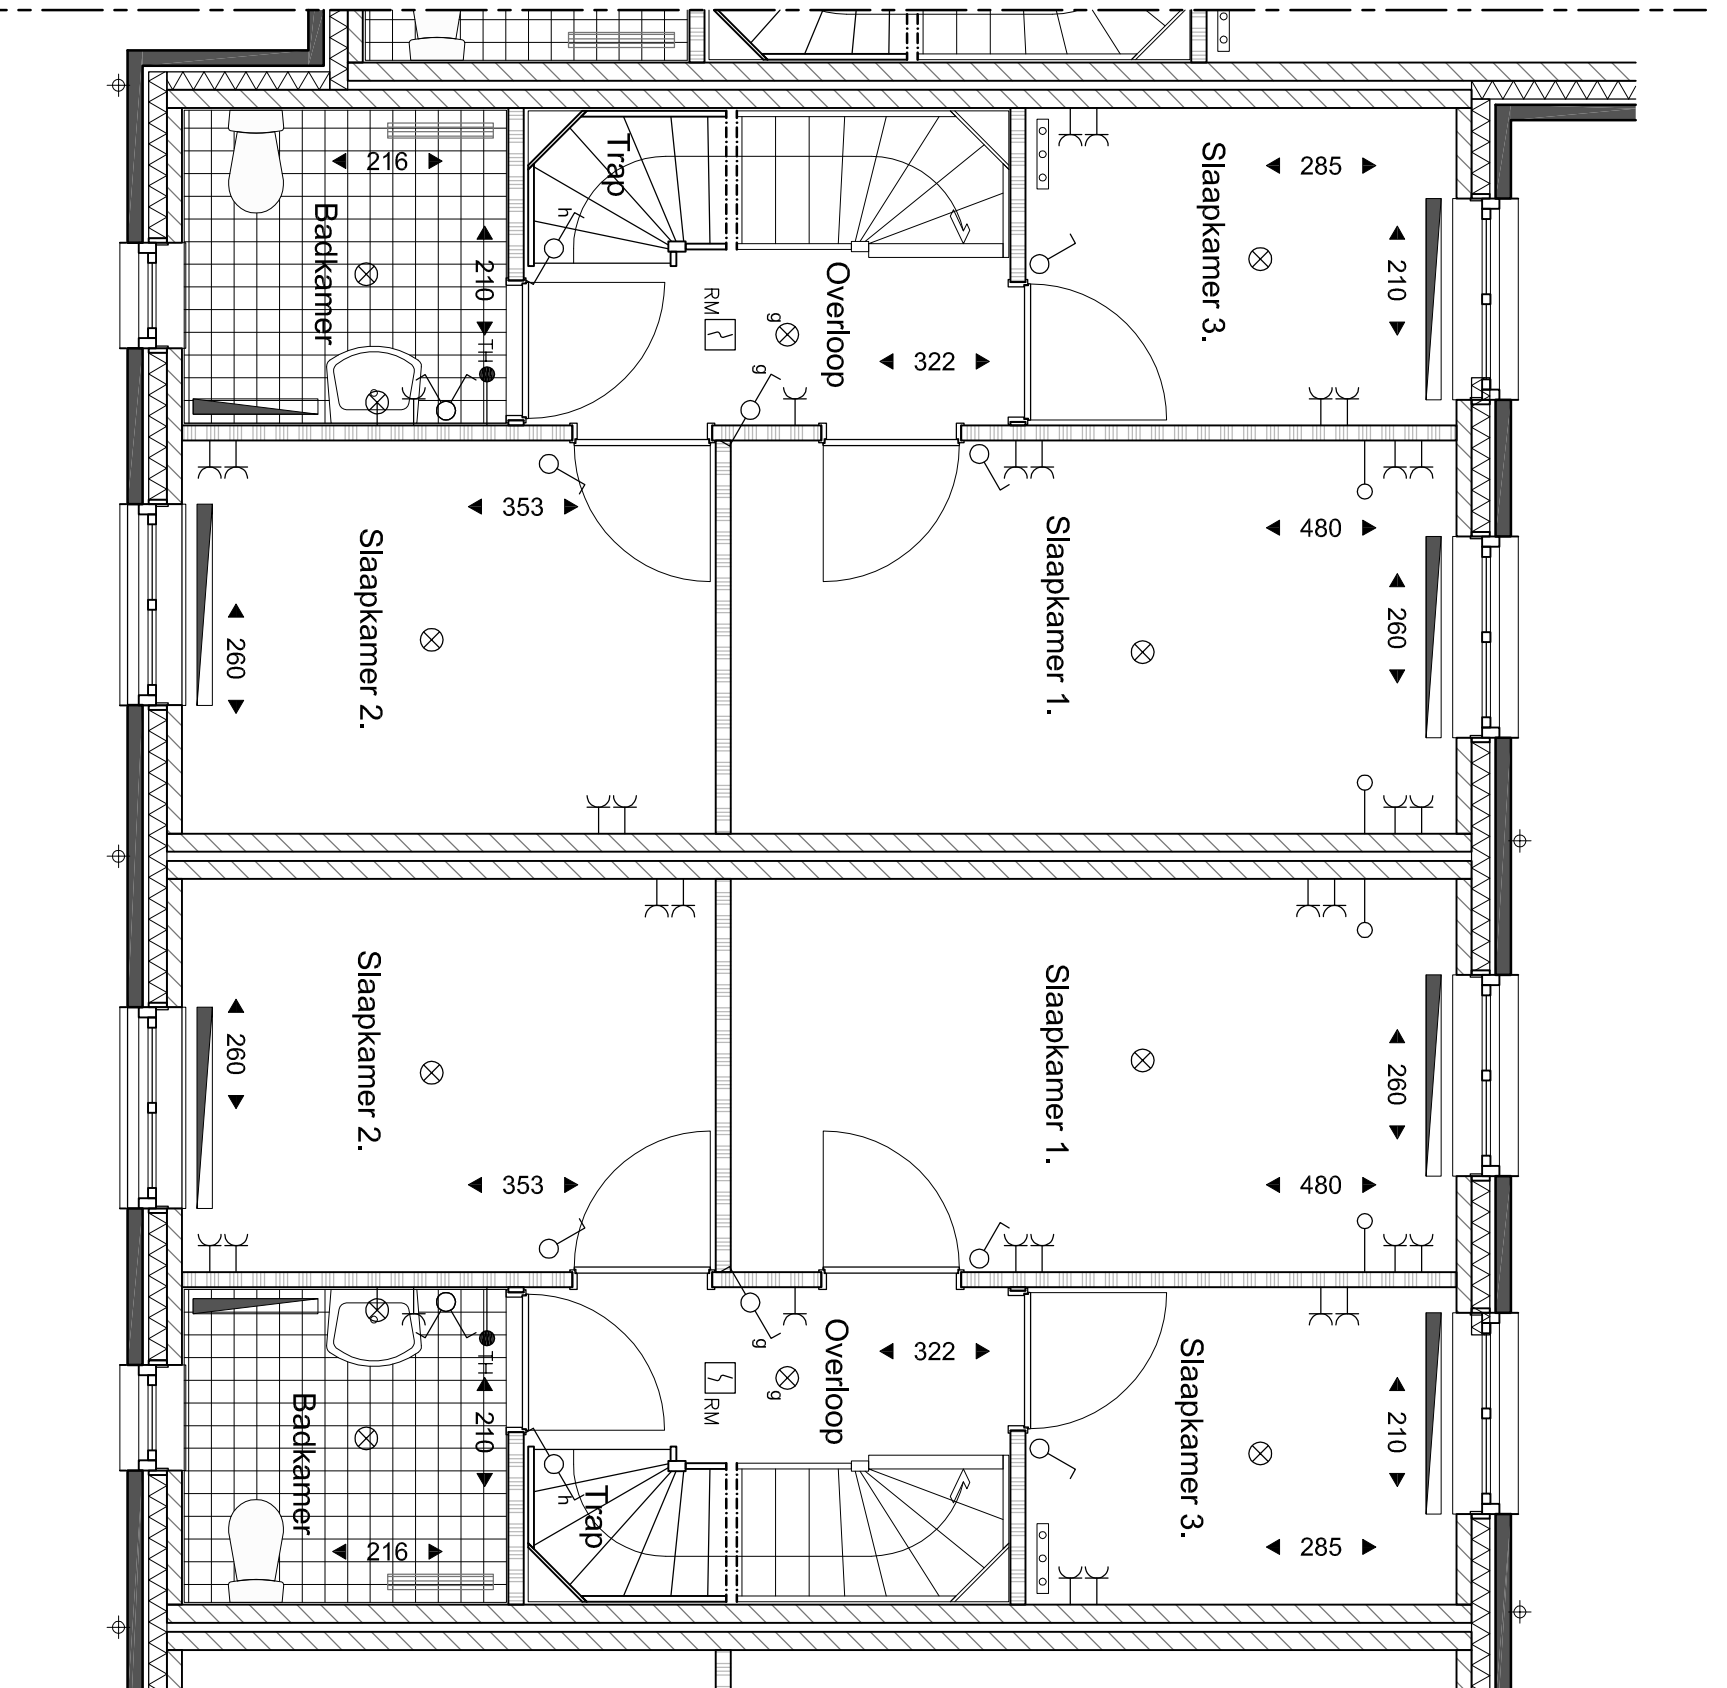 Trap
216
285
Badkamer
Slaapkamer 3.
h
210
210
Overloop
RM
g
TH
322
g
353
480
Slaapkamer 2.
Slaapkamer 1.
260
260
Slaapkamer 2.
Slaapkamer 1.
260
260
353
480
TH
g
322
Overloop
Slaapkamer 3.
g
RM
Badkamer
210
210
h
Trap
216
285